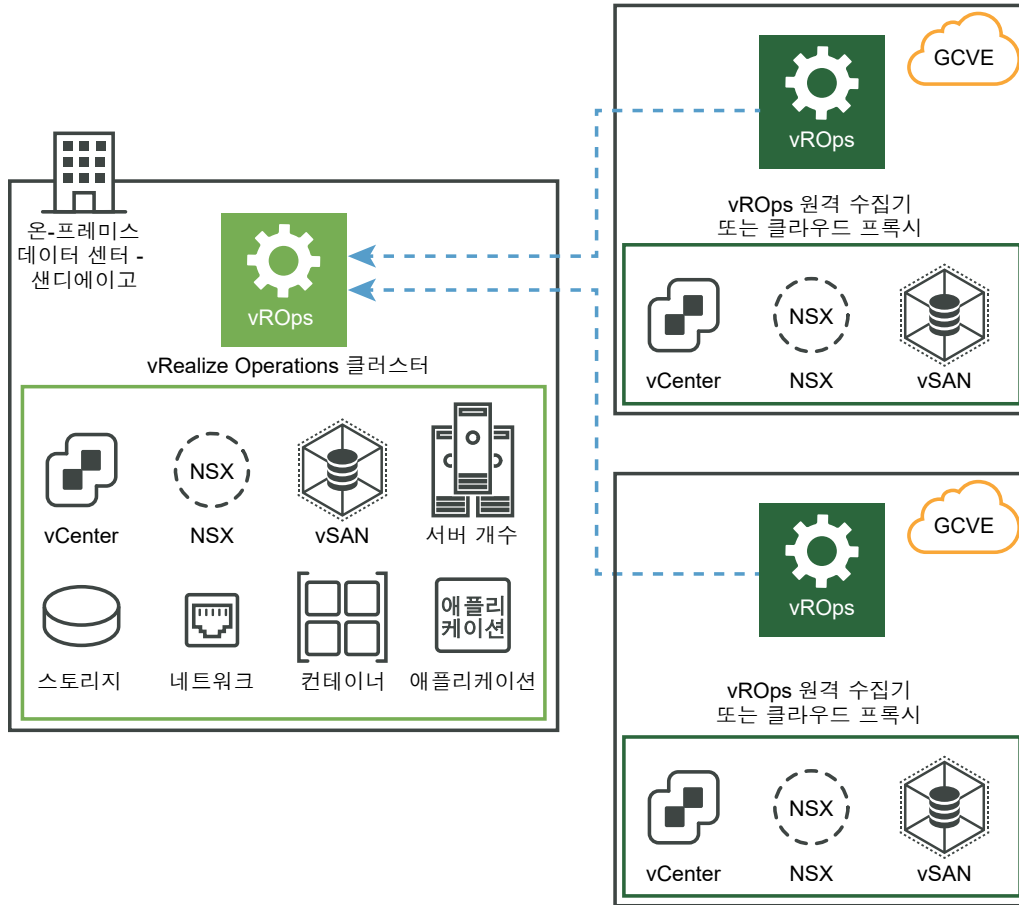 온-프레미스
데이터 센터 -
샌디에이고
vROps
vRealize Operations 클러스터
vCenter
NSX
NSX
vSAN
서버 개수
스토리지
네트워크
컨테이너
애플리
케이션
애플리케이션
GCVE
vROps
vROps 원격 수집기
또는 클라우드 프록시
vCenter
NSX
NSX
vSAN
GCVE
vROps
vROps 원격 수집기
또는 클라우드 프록시
vCenter
NSX
NSX
vSAN